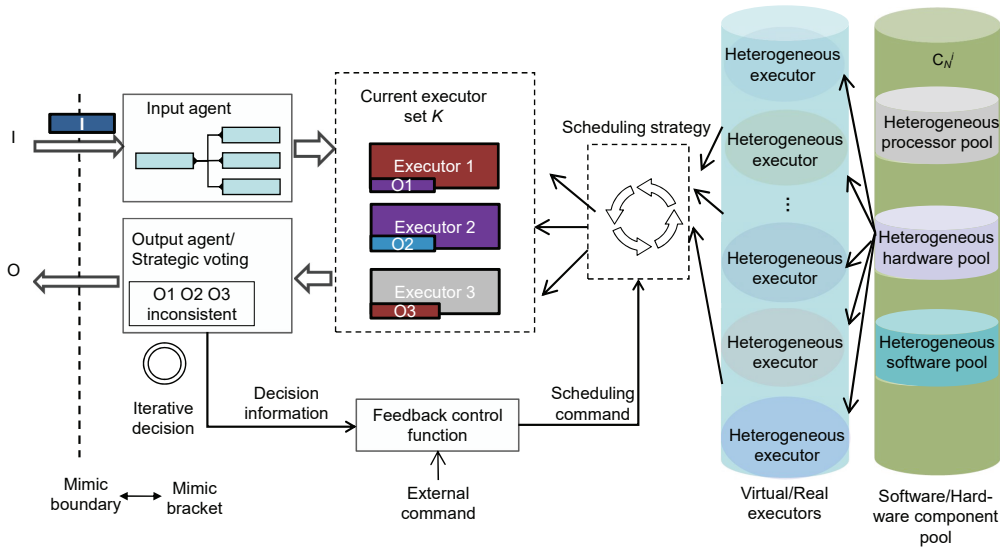 I
I
Input agent
Output agent/
Strategic voting
O1 O2 O3
inconsistent
O
Iterative
decision
Mimic
boundary
Mimic
bracket
Current executor
set K
Executor 1
O1
Executor 2
O2
Executor 3
O3
Decision
information
Feedback control
function
External
command
Scheduling
command
Scheduling strategy
Heterogeneous
executor
Heterogeneous
executor
...
Heterogeneous
executor
Heterogeneous
executor
Heterogeneous
executor
Virtual/Real
executors
C_N^j
Heterogeneous
processor pool
Heterogeneous
hardware pool
Heterogeneous
software pool
Software/Hard-
ware component
pool